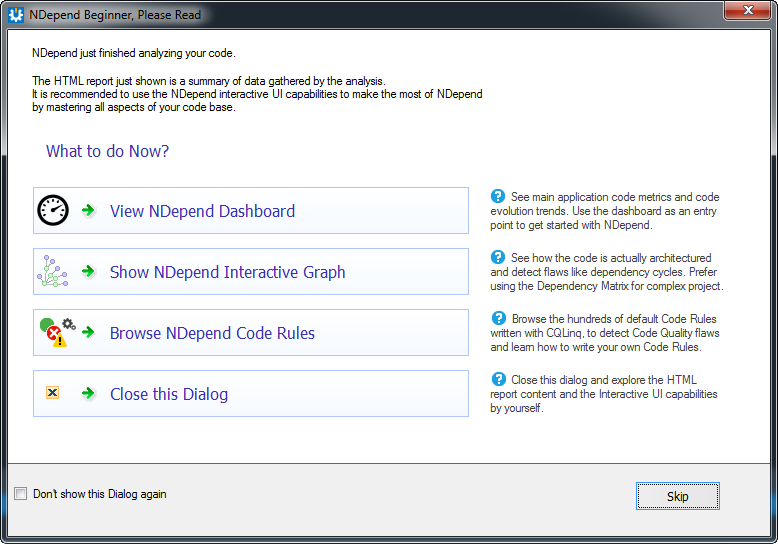 NDepend Beginner, Please Read
NDepend just finished analyzing your code.
The HTML report just shown is a summary of data gathered by the analysis.
It is recommended to use the NDepend interactive UI capabilities to make the most of NDepend
by mastering all aspects of your code base.
What to do Now?
View NDepend Dashboard
See main application code metrics and code
evolution trends. Use the dashboard as an entry
point to get started with NDepend.
Show NDepend Interactive Graph
See how the code is actually architectured
and detect flaws like dependency cycles. Prefer
using the Dependency Matrix for complex project.
Browse NDepend Code Rules
Browse the hundreds of default Code Rules
written with CQLinq, to detect Code Quality flaws
and learn how to write your own Code Rules.
Close this Dialog
Close this dialog and explore the HTML
report content and the Interactive UI capabilities
by yourself.
Don't show this Dialog again
Skip